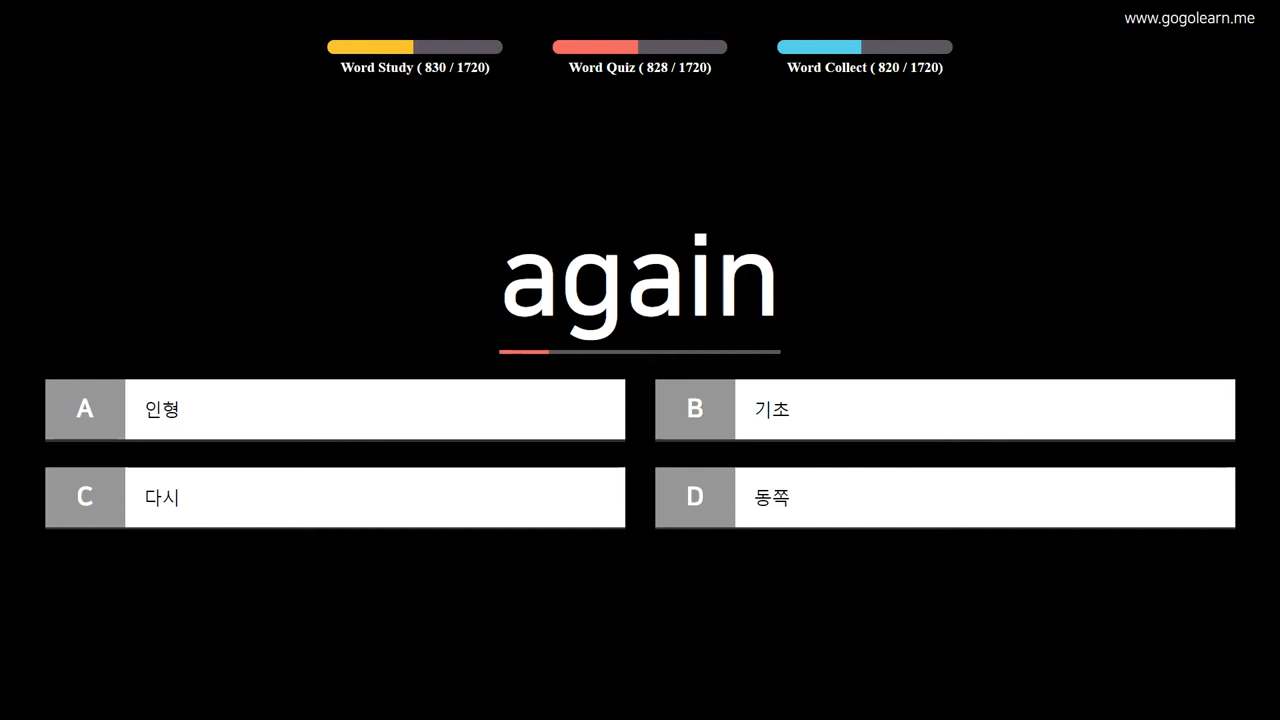 www.gogolearn.me
Word Study ( 830 / 1720)
Word Quiz ( 828 / 1720)
Word Collect ( 820 / 1720)
again
A 인형
B 기초
C 다시
D 동쪽